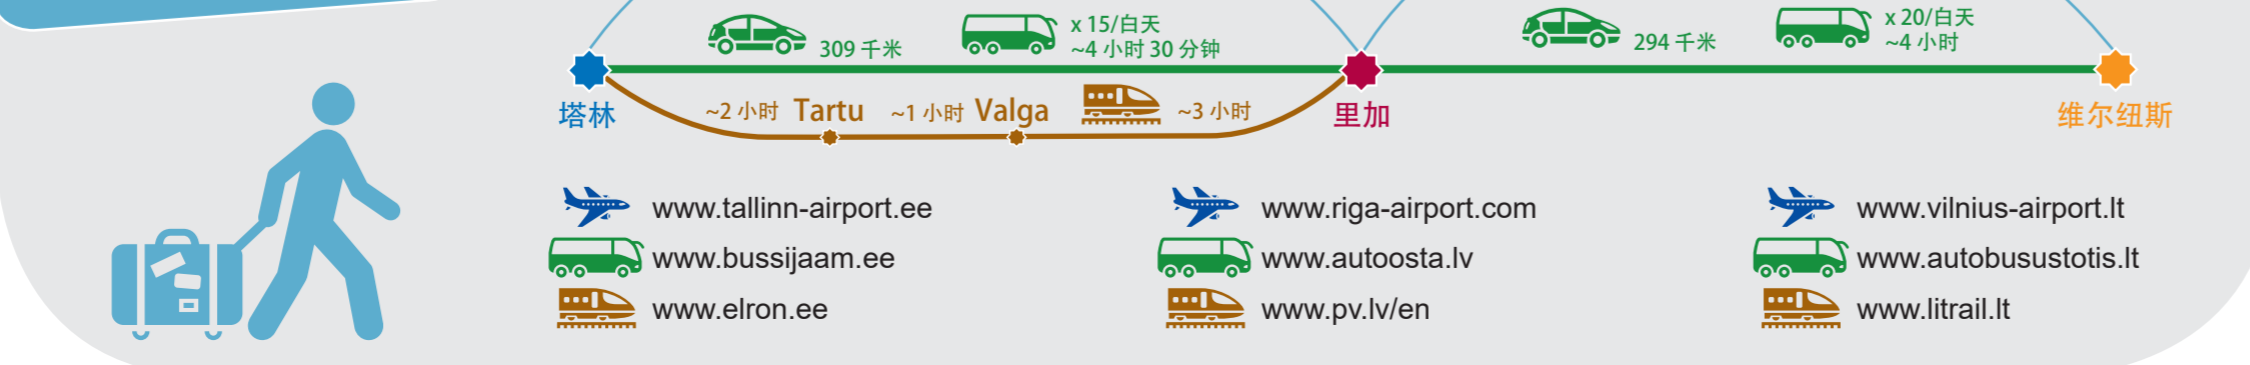 309 千米
x 15/白天
~4 小时 30 分钟
294 千米
x 20/白天
~4 小时
塔林
~2 小时 Tartu ~1 小时 Valga ~3 小时
里加
维尔纽斯
www.tallinn-airport.ee
www.bussijaam.ee
www.elron.ee
www.riga-airport.com
www.autoosta.lv
www.pv.lv/en
www.vilnius-airport.lt
www.autobusustotis.lt
www.litrail.lt